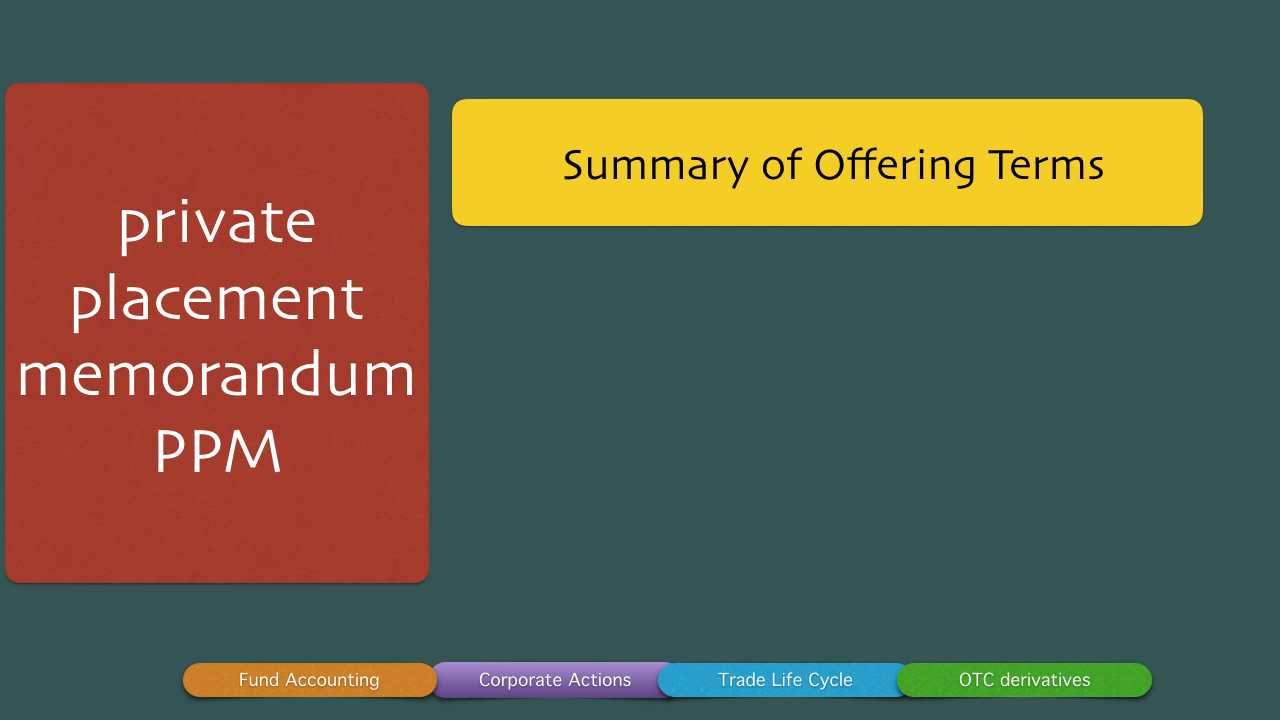 private
placement
memorandum
PPM
Summary of Offering Terms
Fund Accounting
Corporate Actions
Trade Life Cycle
OTC derivatives